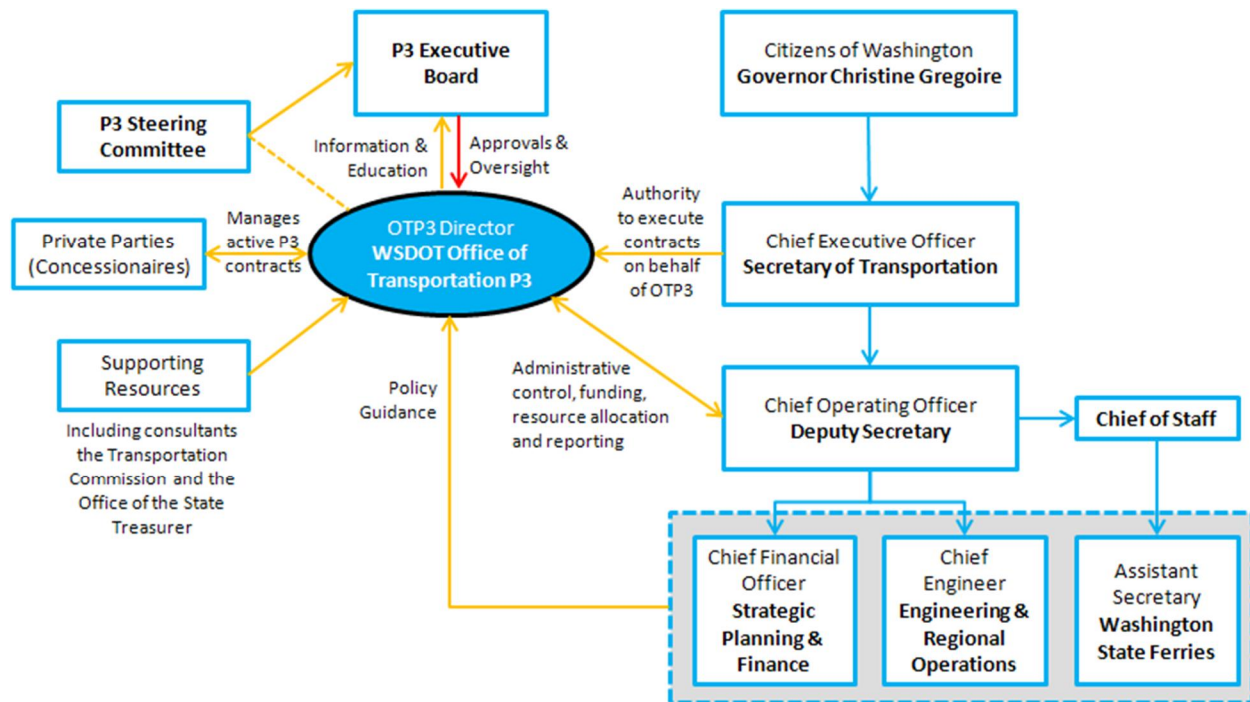 P3 Executive
Board
Citizens of Washington
Governor Christine Gregoire
P3 Steering
Committee
Information &
Education
Approvals &
Oversight
Private Parties
(Concessionaires)
Manages
active P3
contracts
OTP3 Director
WSDOT Office of
Transportation P3
Authority
to execute
contracts
on behalf
of OTP3
Chief Executive Officer
Secretary of Transportation
Supporting
Resources
Including consultants
the Transportation
Commission and the
Office of the State
Treasurer
Policy
Guidance
Administrative
control, funding,
resource allocation
and reporting
Chief Operating Officer
Deputy Secretary
Chief of Staff
Chief Financial
Officer
Strategic
Planning &
Finance
Chief
Engineer
Engineering &
Regional
Operations
Assistant
Secretary
Washington
State Ferries